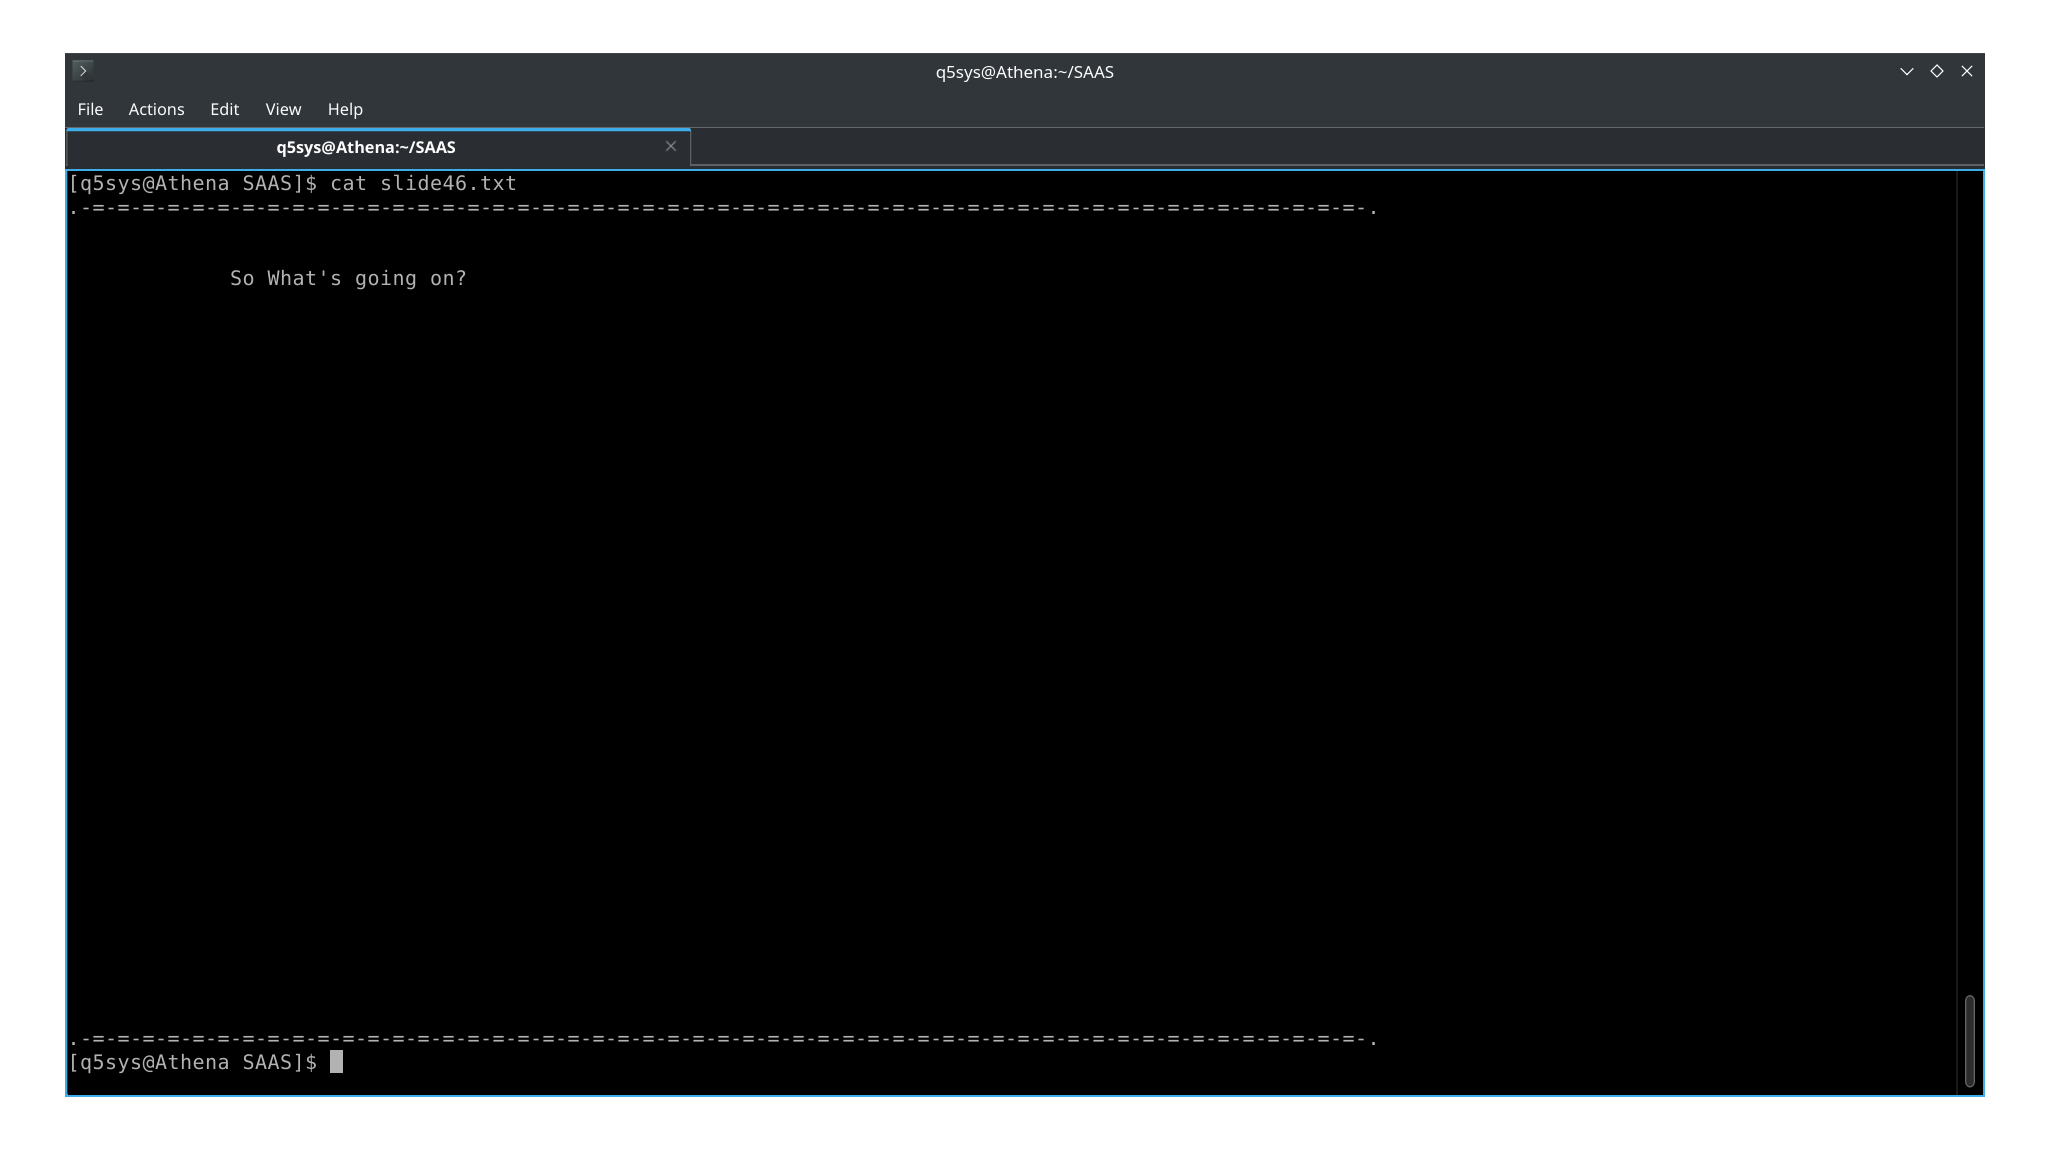 q5sys@Athena:~/SAAS
File Actions Edit View Help
q5sys@Athena:~/SAAS
[q5sys@Athena SAAS]$ cat slide46.txt
.-=-=-=-=-=-=-=-=-=-=-=-=-=-=-=-=-=-=-=-=-=-=-=-=-=-=-=-=-=-=-=-=-=-=-=-=-=-=-=-=-=-=-=-=-=-=-=-=-=-=-=-=-.
So What's going on?
.-=-=-=-=-=-=-=-=-=-=-=-=-=-=-=-=-=-=-=-=-=-=-=-=-=-=-=-=-=-=-=-=-=-=-=-=-=-=-=-=-=-=-=-=-=-=-=-=-=-=-=-=-.
[q5sys@Athena SAAS]$